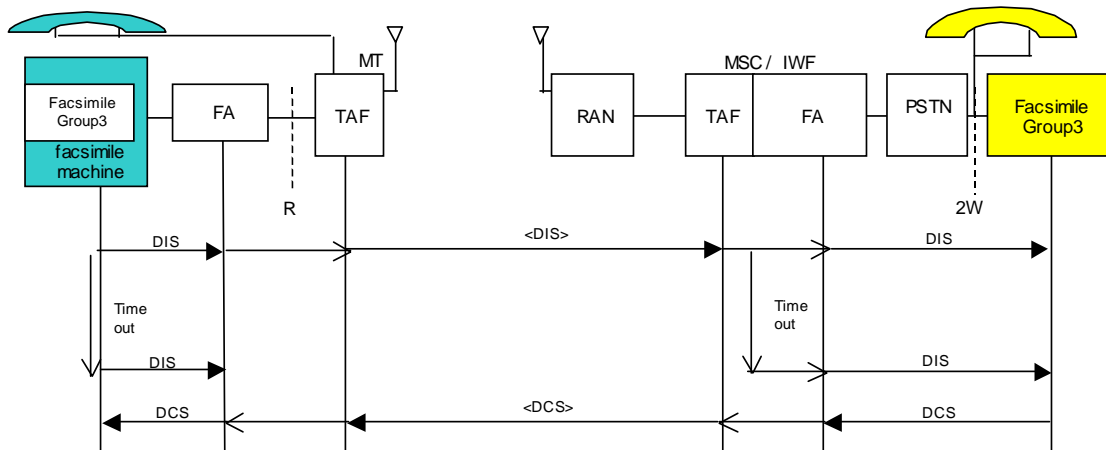 MT
MSC/ IWF
Facsimile
Group3
facsimile
machine
FA
TAF
RAN
TAF
FA
PSTN
Facsimile
Group3
R
2W
DIS
<DIS>
DIS
Time
out
Time
out
DIS
DIS
DCS
<DCS>
DCS